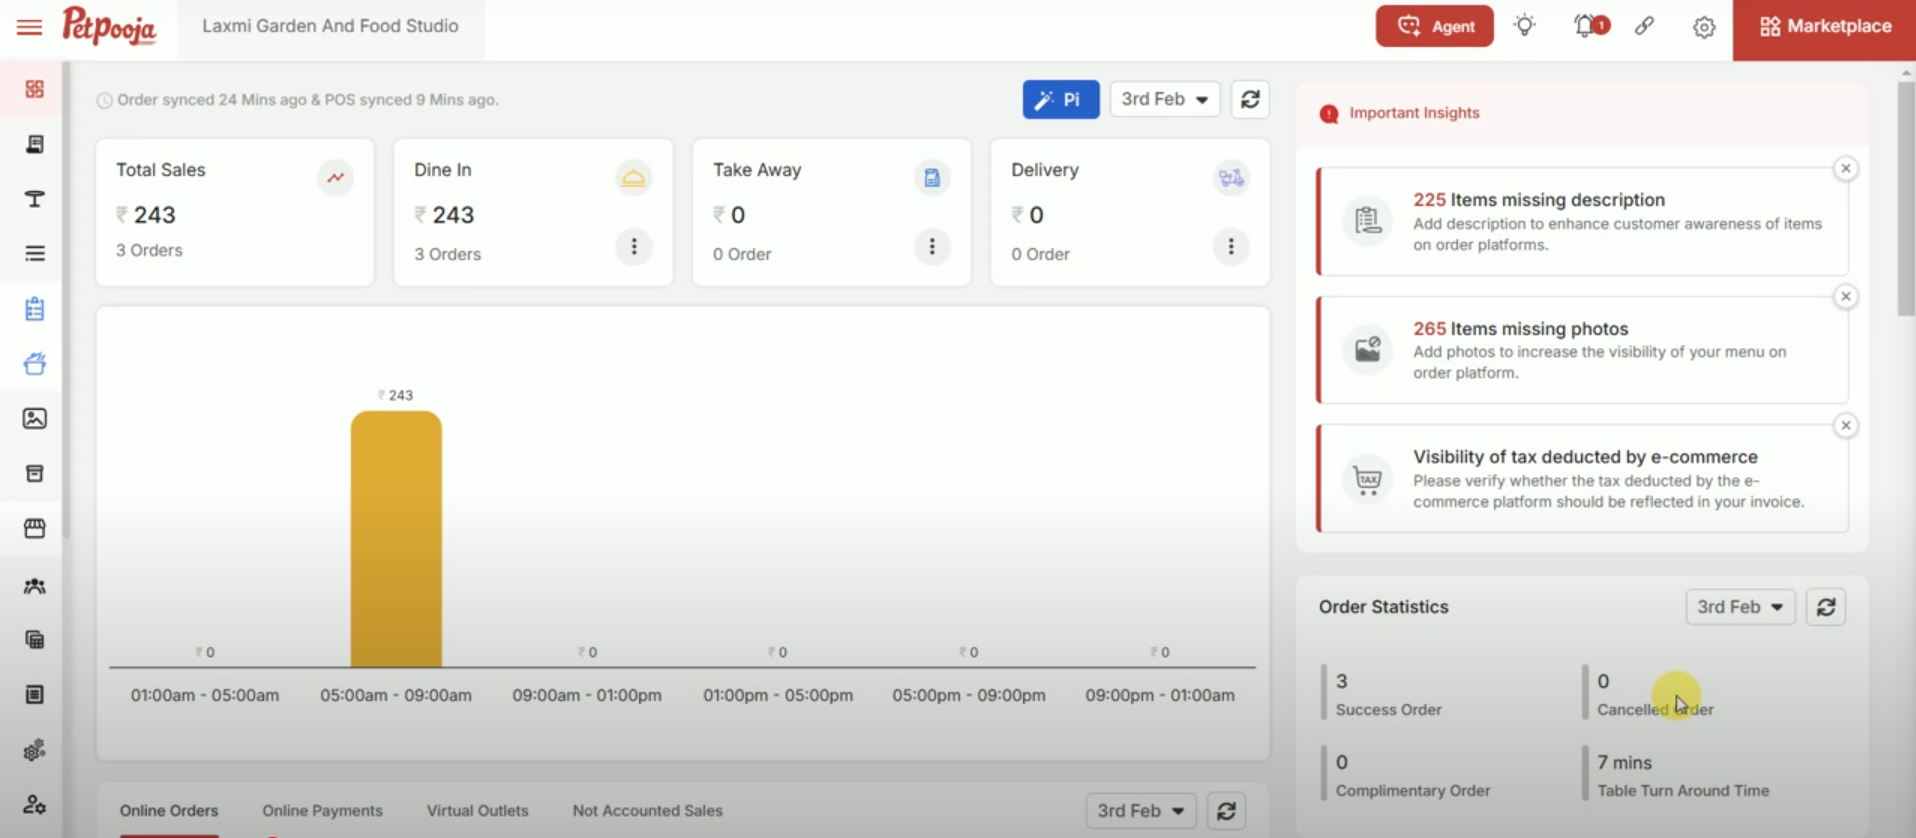 Petpooja
Laxmi Garden And Food Studio
Agent
1
Marketplace
Order synced 24 Mins ago & POS synced 9 Mins ago.
Pi
3rd Feb
Total Sales
₹ 243
3 Orders
Dine In
₹ 243
3 Orders
Take Away
₹ 0
0 Order
Delivery
₹ 0
0 Order
₹ 0
₹ 243
₹ 0
₹ 0
₹ 0
₹ 0
01:00am - 05:00am
05:00am - 09:00am
09:00am - 01:00pm
01:00pm - 05:00pm
05:00pm - 09:00pm
09:00pm - 01:00am
Online Orders
Online Payments
Virtual Outlets
Not Accounted Sales
3rd Feb
Important Insights
225 Items missing description
Add description to enhance customer awareness of items
on order platforms.
265 Items missing photos
Add photos to increase the visibility of your menu on
order platform.
TAX
Visibility of tax deducted by e-commerce
Please verify whether the tax deducted by the e-
commerce platform should be reflected in your invoice.
Order Statistics
3rd Feb
3
Success Order
0
Cancelled Order
0
Complimentary Order
7 mins
Table Turn Around Time